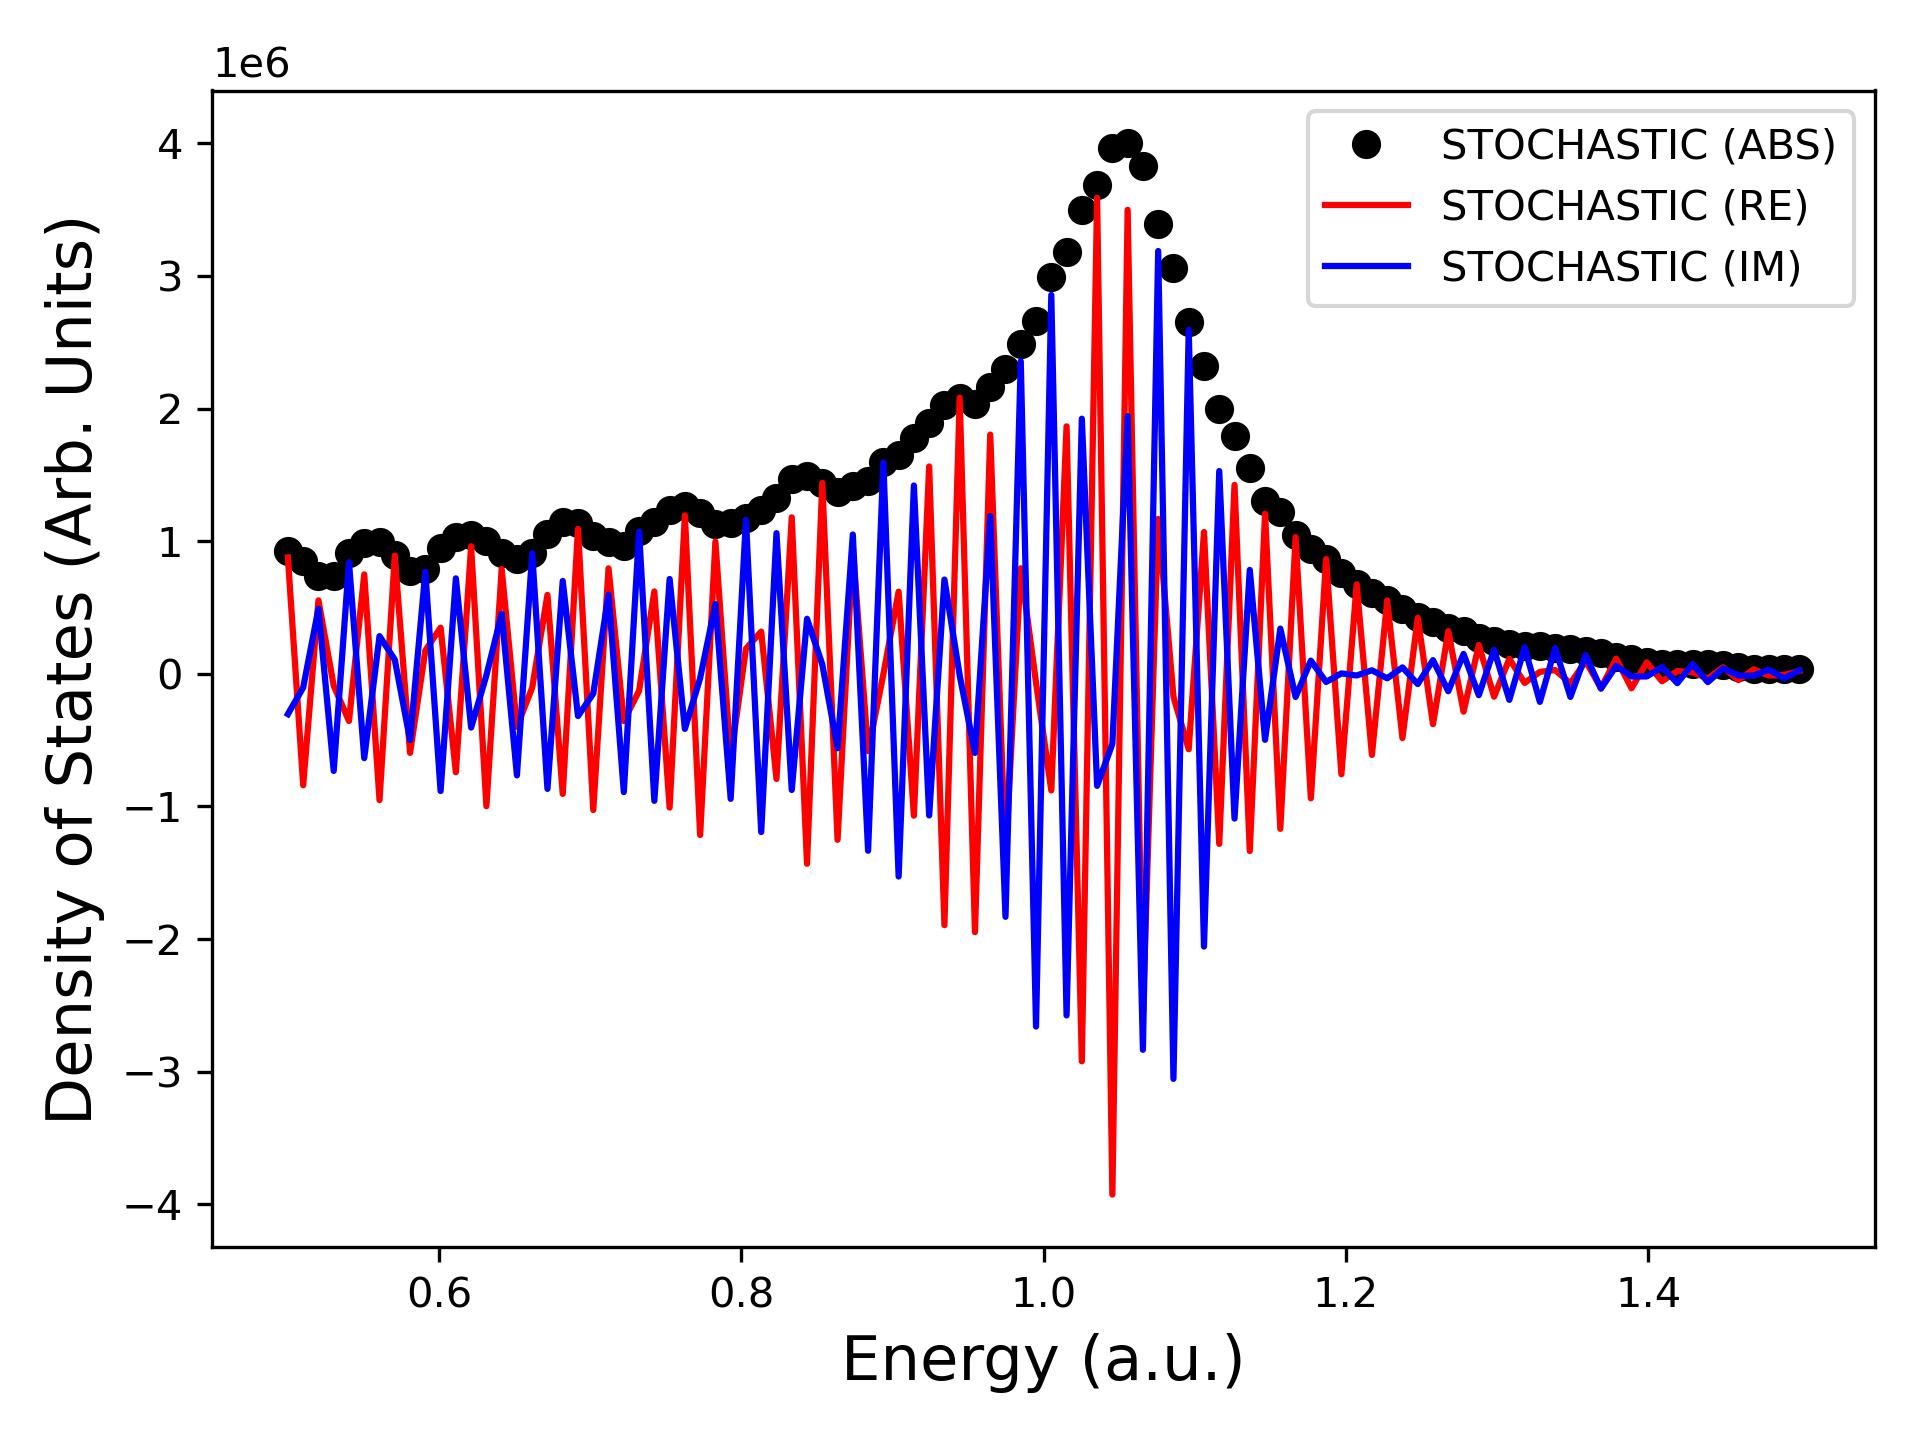 1e6
4
3
2
1
0
−1
−2
−3
−4
Density of States (Arb. Units)
STOCHASTIC (ABS)
STOCHASTIC (RE)
STOCHASTIC (IM)
0.6 0.8 1.0 1.2 1.4
Energy (a.u.)